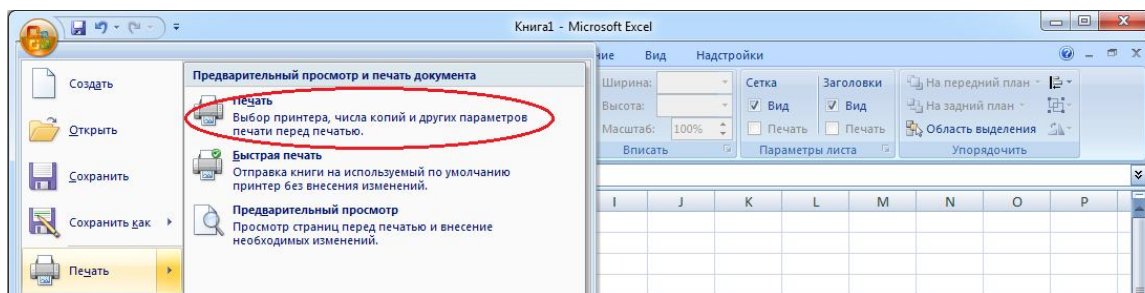 Книга1 - Microsoft Excel
Вид Надстройки
Создать
Открыть
Сохранить
Сохранить как
Печать
Предварительный просмотр и печать документа
Печать
Выбор принтера, числа копий и других параметров
печати перед печатью.
Быстрая печать
Отправка книги на используемый по умолчанию
принтер без внесения изменений.
Предварительный просмотр
Просмотр страниц перед печатью и внесение
необходимых изменений.
Ширина:
Высота:
Масштаб: 100%
Вписать
Сетка Заголовки
Вид Вид
Печать Печать
Параметры листа
На передний план
На задний план
Область выделения
Упорядочить
I J K L M N O P